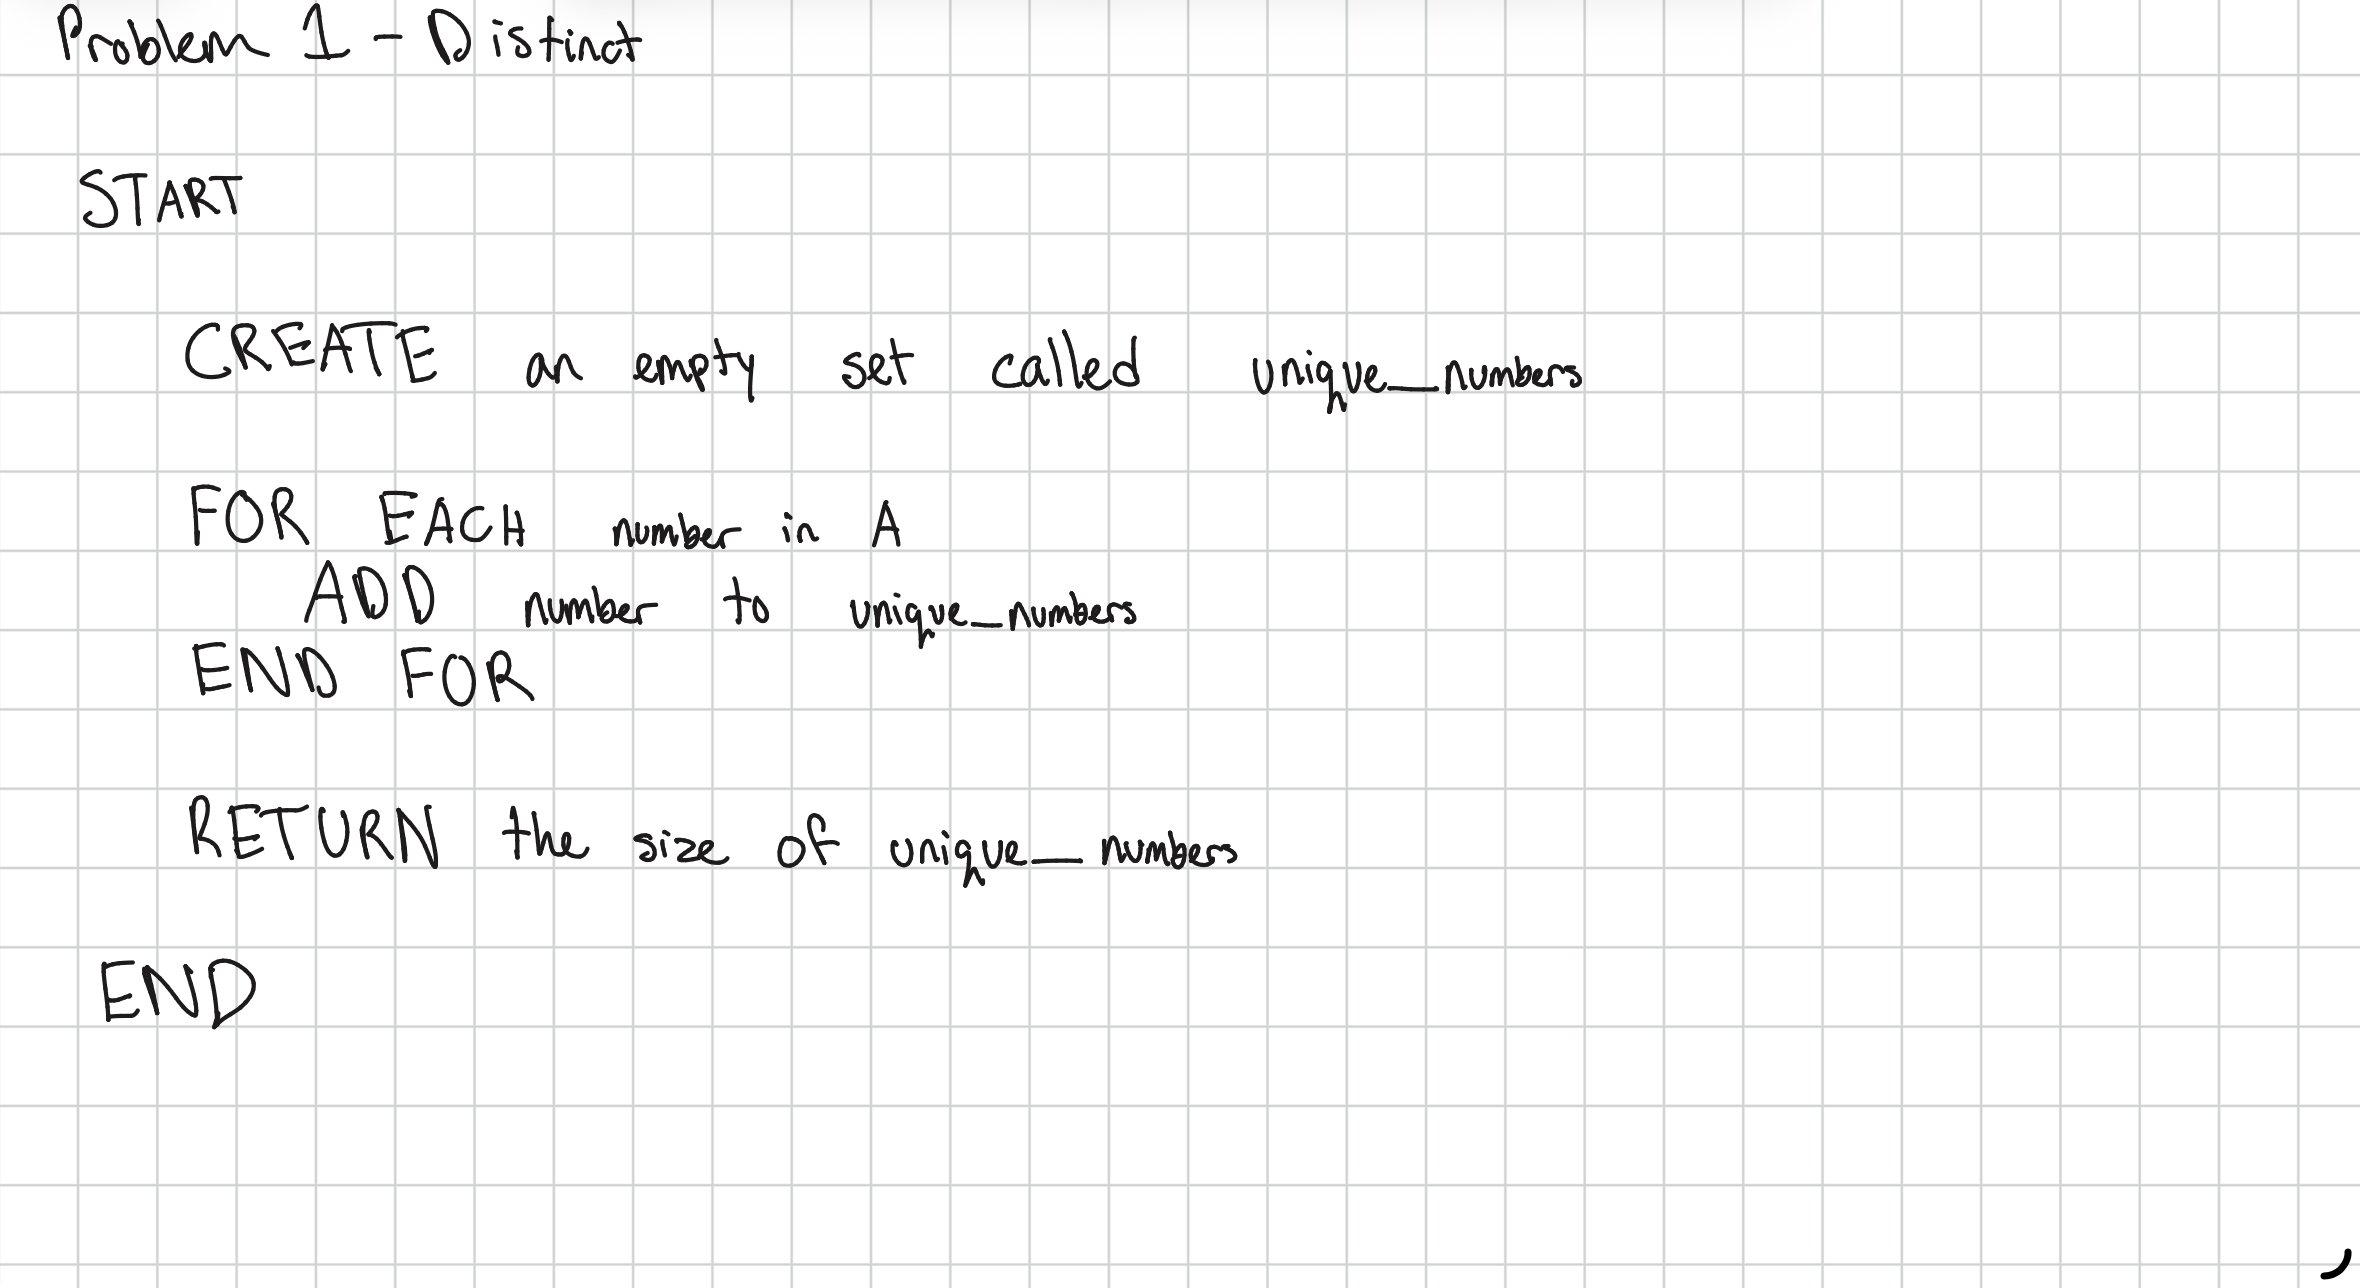 Problem 1 - Distinct
START
CREATE an empty set called unique_numbers
FOR EACH number in A
ADD number to unique_numbers
END FOR
RETURN the size of unique_numbers
END